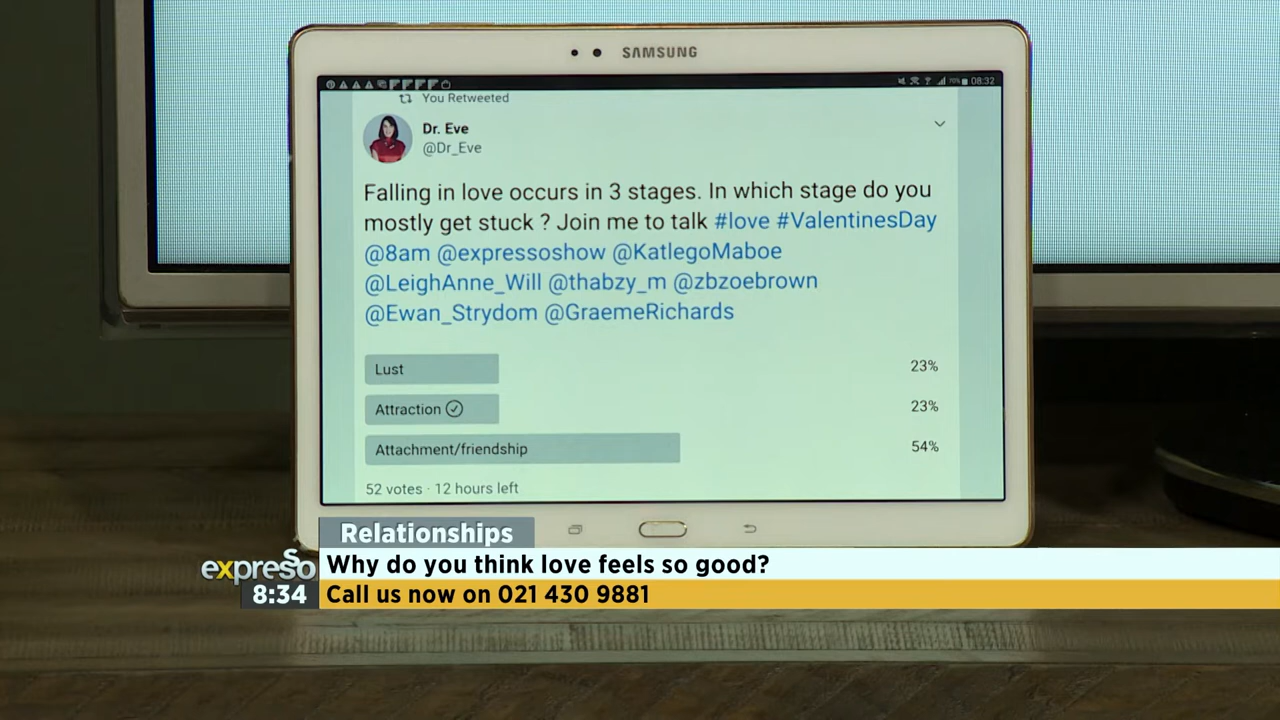 SAMSUNG
70% 08:32
You Retweeted
Dr. Eve
@Dr_Eve
Falling in love occurs in 3 stages. In which stage do you
mostly get stuck ? Join me to talk #love #ValentinesDay
@8am @expressoshow @KatlegoMaboe
@LeighAnne_Will @thabzy_m @zbzoebrown
@Ewan_Strydom @GraemeRichards
Lust 23%
Attraction 23%
Attachment/friendship 54%
52 votes · 12 hours left
Relationships
expresso
Why do you think love feels so good?
8:34
Call us now on 021 430 9881